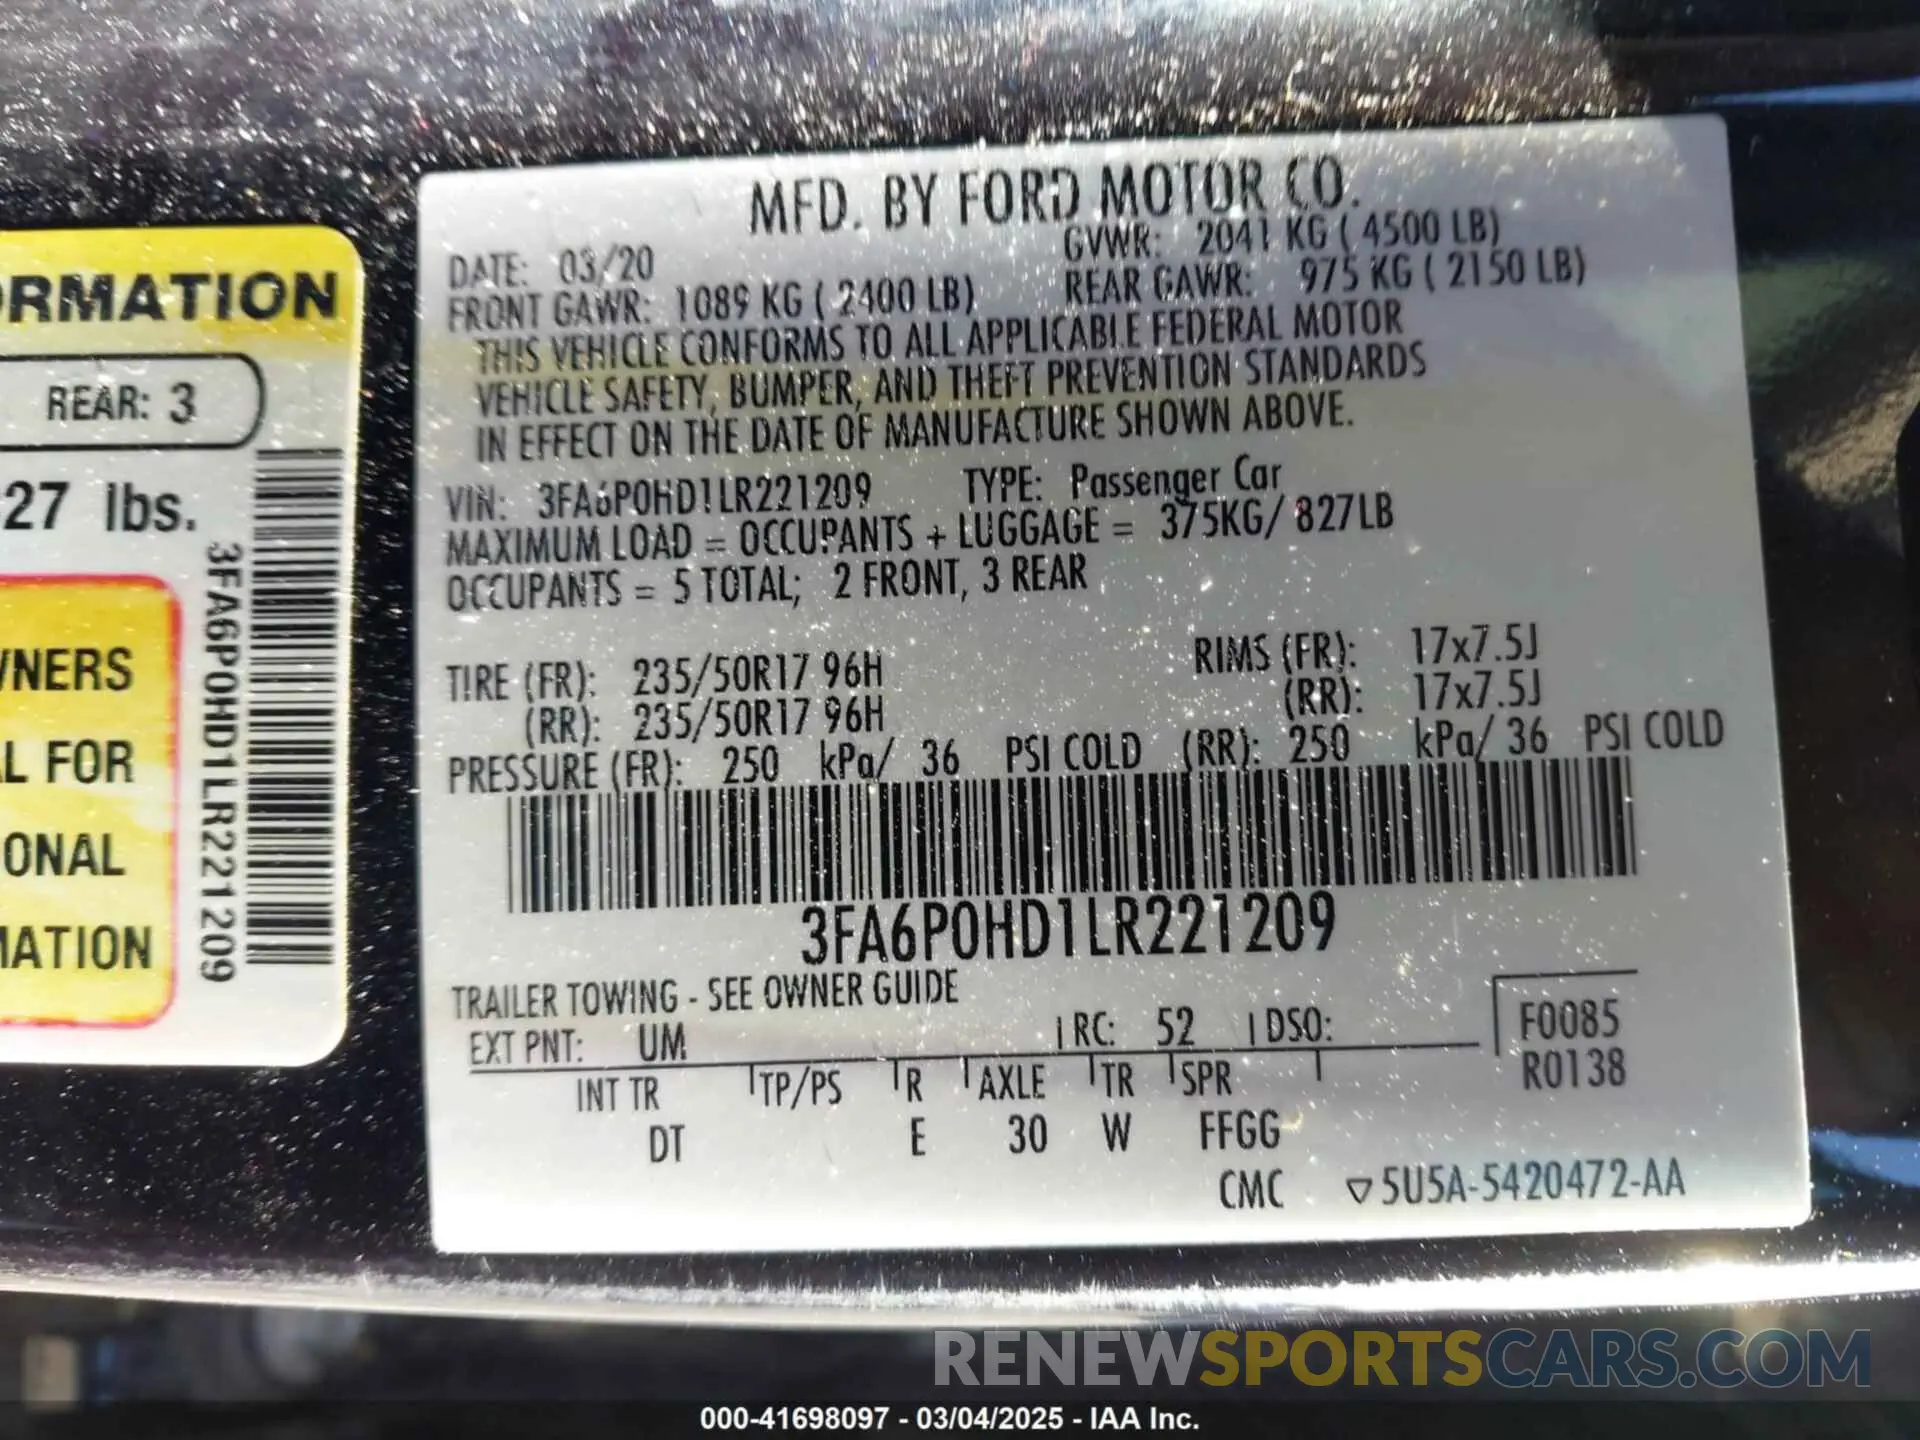 ORMATION
REAR: 3
27 lbs.
3FA6P0HD1LR221209
WNERS
L FOR
ONAL
MATION
MFD. BY FORD MOTOR CO.
DATE: 03/20
GVWR: 2041 KG ( 4500 LB)
FRONT GAWR: 1089 KG ( 2400 LB)
REAR GAWR: 975 KG ( 2150 LB)
THIS VEHICLE CONFORMS TO ALL APPLICABLE FEDERAL MOTOR
VEHICLE SAFETY, BUMPER, AND THEFT PREVENTION STANDARDS
IN EFFECT ON THE DATE OF MANUFACTURE SHOWN ABOVE.
VIN: 3FA6P0HD1LR221209 TYPE: Passenger Car
MAXIMUM LOAD = OCCUPANTS + LUGGAGE = 375KG/ 827LB
OCCUPANTS = 5 TOTAL; 2 FRONT, 3 REAR
TIRE (FR): 235/50R17 96H RIMS (FR): 17x7.5J
(RR): 235/50R17 96H (RR): 17x7.5J
PRESSURE (FR): 250 kPa/ 36 PSI COLD (RR): 250 kPa/ 36 PSI COLD
3FA6P0HD1LR221209
TRAILER TOWING - SEE OWNER GUIDE
EXT PNT: UM RC: 52 DSO:
F0085
R0138
INT TR TP/PS R AXLE TR SPR
DT E 30 W FFGG
CMC ▽5U5A-5420472-AA
RENEWSPORTSCARS.COM
000-41698097 - 03/04/2025 - IAA Inc.